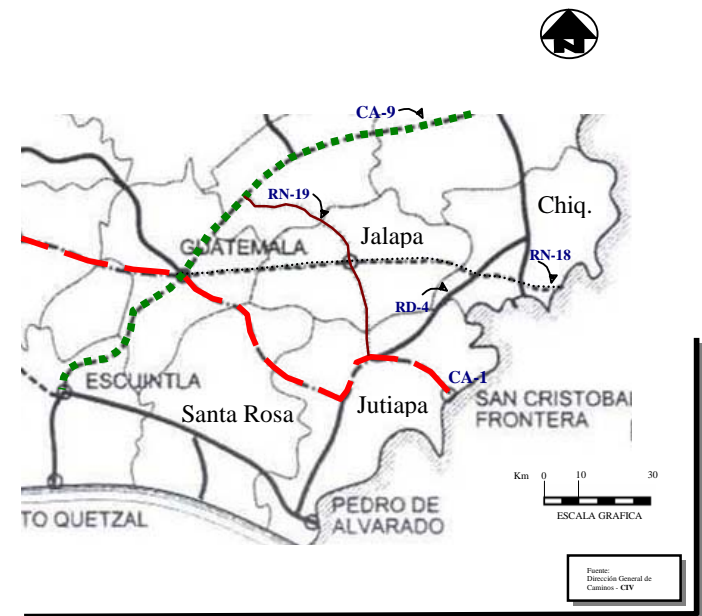 N
CA-9
RN-19
Chiq.
Jalapa
GUATEMALA
RN-18
RD-4
CA-1
ESCUINTLA
SAN CRISTOBAL
FRONTERA
Santa Rosa
Jutiapa
Km 0 10 30
ESCALA GRAFICA
PEDRO DE
ALVARADO
TO QUETZAL
Fuente:
Dirección General de
Caminos - CIV